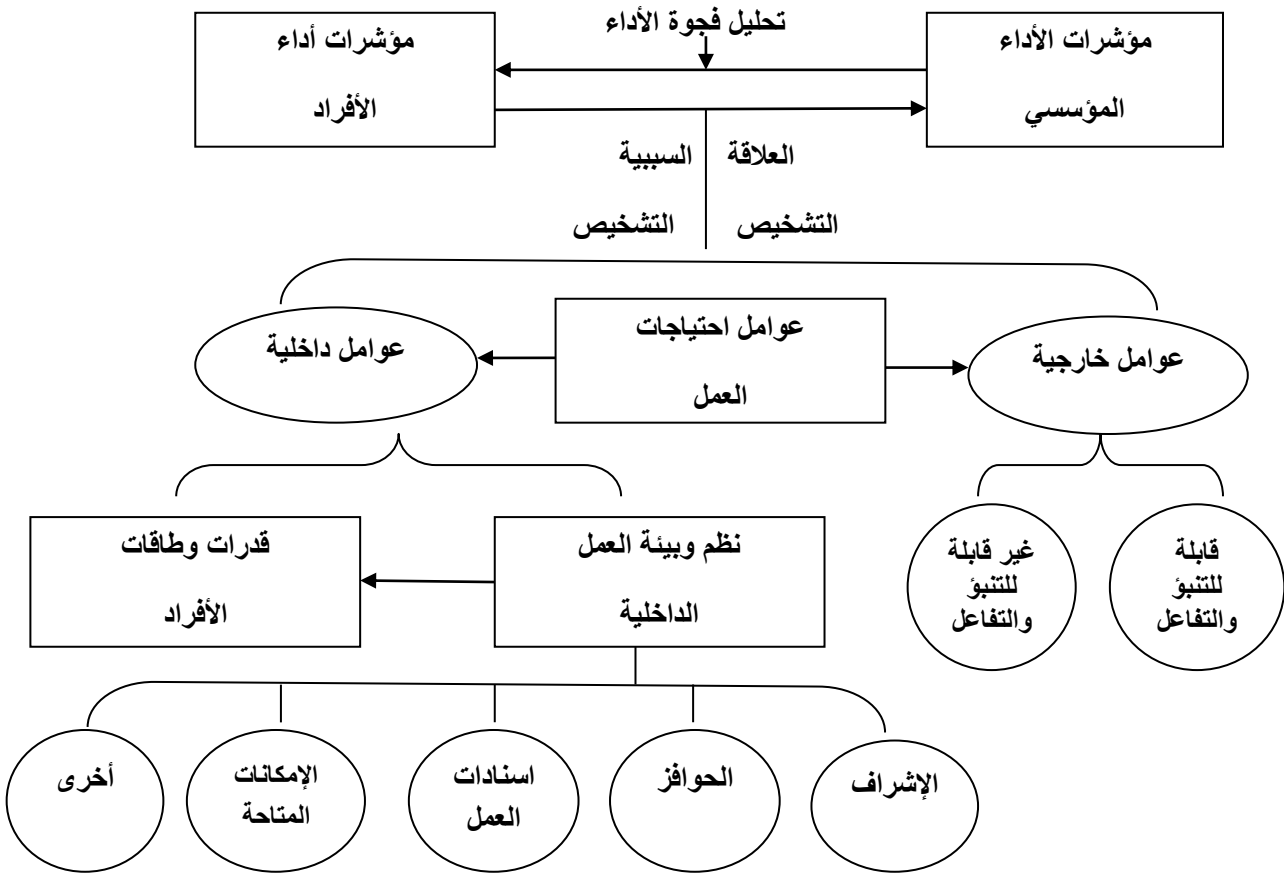 تحليل فجوة الأداء
مؤشرات الأداء
المؤسسي
مؤشرات أداء
الأفراد
العلاقة
السببية
التشخيص
التشخيص
عوامل خارجية
عوامل احتياجات
العمل
عوامل داخلية
قابلة
للتنبؤ
والتفاعل
غير قابلة
للتنبؤ
والتفاعل
نظم وبيئة العمل
الداخلية
قدرات وطاقات
الأفراد
الإشراف
الحوافز
اسنادات
العمل
الإمكانات
المتاحة
أخرى